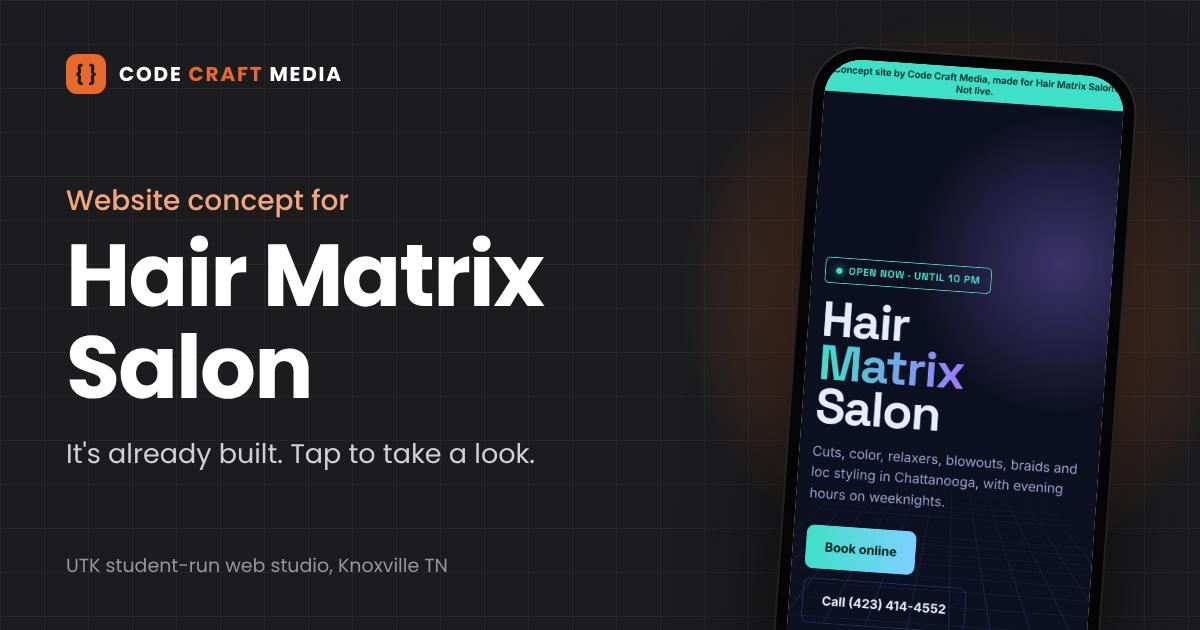 { } CODE CRAFT MEDIA
Website concept for
Hair Matrix
Salon
It's already built. Tap to take a look.
UTK student-run web studio, Knoxville TN
Concept site by Code Craft Media, made for Hair Matrix Salon.
Not live.
OPEN NOW · UNTIL 10 PM
Hair
Matrix
Salon
Cuts, color, relaxers, blowouts, braids and
loc styling in Chattanooga, with evening
hours on weeknights.
Book online
Call (423) 414-4552